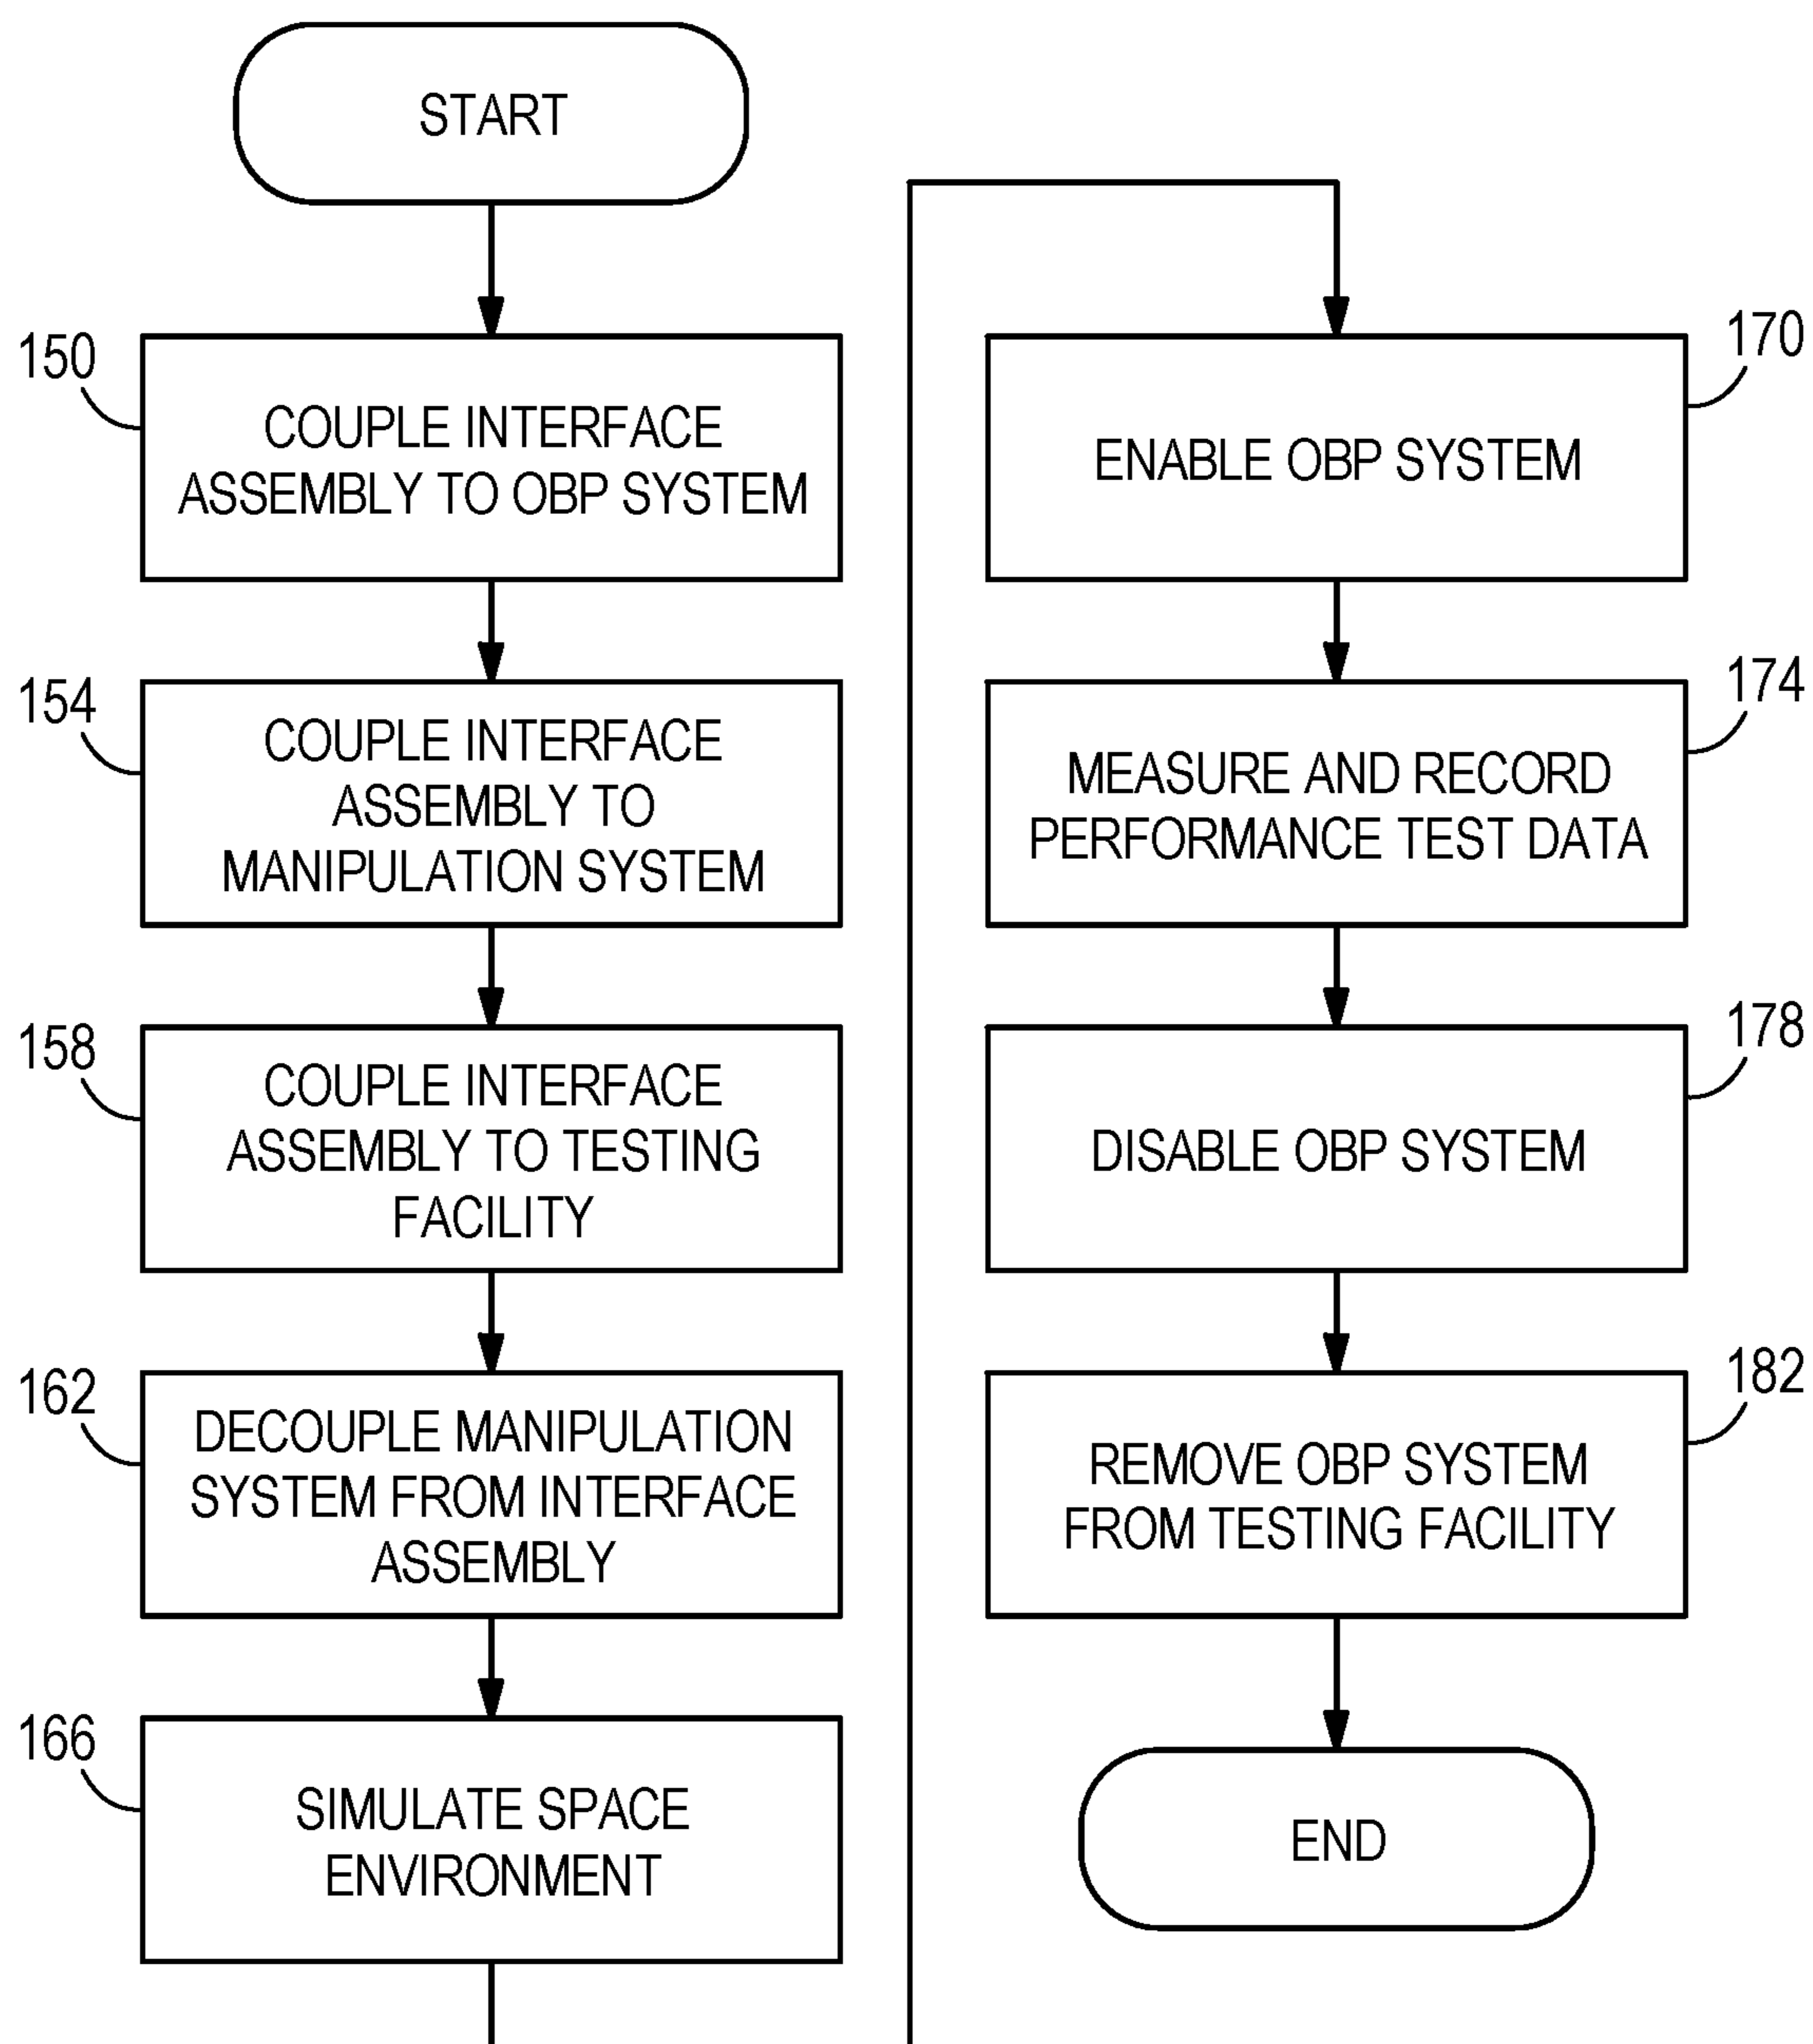 START
150
COUPLE INTERFACE
ASSEMBLY TO OBP SYSTEM
154
COUPLE INTERFACE
ASSEMBLY TO
MANIPULATION SYSTEM
158
COUPLE INTERFACE
ASSEMBLY TO TESTING
FACILITY
162
DECOUPLE MANIPULATION
SYSTEM FROM INTERFACE
ASSEMBLY
166
SIMULATE SPACE
ENVIRONMENT
170
ENABLE OBP SYSTEM
174
MEASURE AND RECORD
PERFORMANCE TEST DATA
178
DISABLE OBP SYSTEM
182
REMOVE OBP SYSTEM
FROM TESTING FACILITY
END